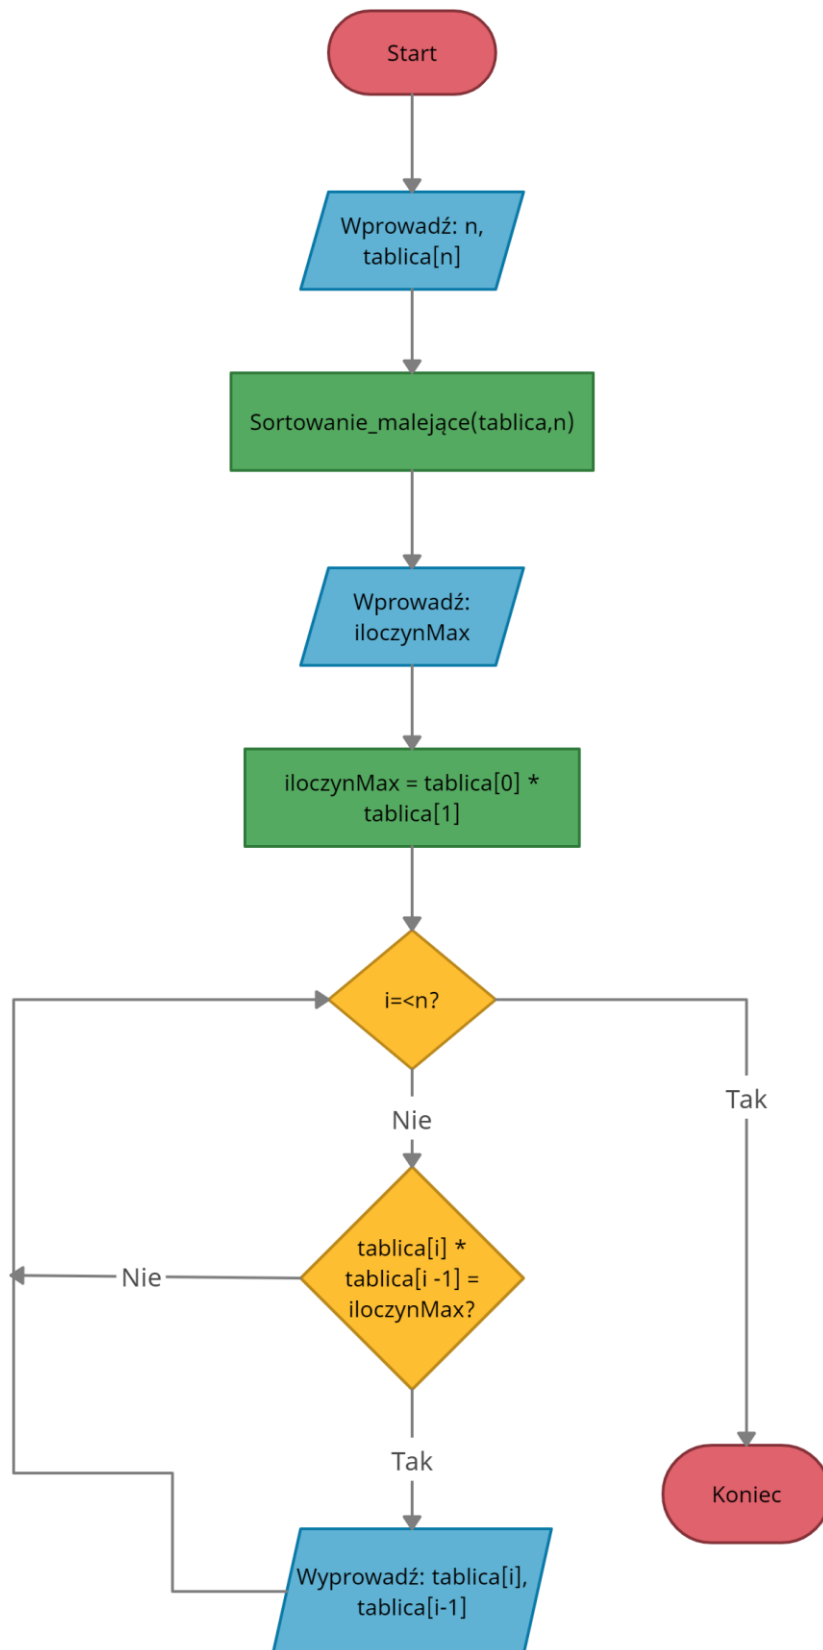 Start
Wprowadź: n,
tablica[n]
Sortowanie_malejące(tablica,n)
Wprowadź:
iloczynMax
iloczynMax = tablica[0] *
tablica[1]
i=<n?
Tak
Nie
tablica[i] *
tablica[i -1] =
iloczynMax?
Nie
Tak
Koniec
Wyprowadź: tablica[i],
tablica[i-1]